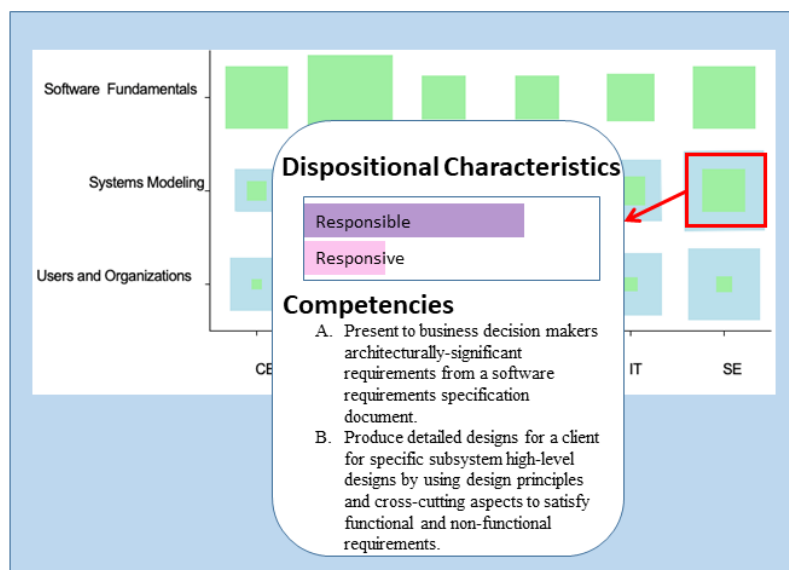 Software Fundamentals
Systems Modeling
Users and Organizations
CE
IT
SE
Dispositional Characteristics
Responsible
Responsive
Competencies
A. Present to business decision makers
architecturally-significant
requirements from a software
requirements specification
document.
B. Produce detailed designs for a client
for specific subsystem high-level
designs by using design principles
and cross-cutting aspects to satisfy
functional and non-functional
requirements.